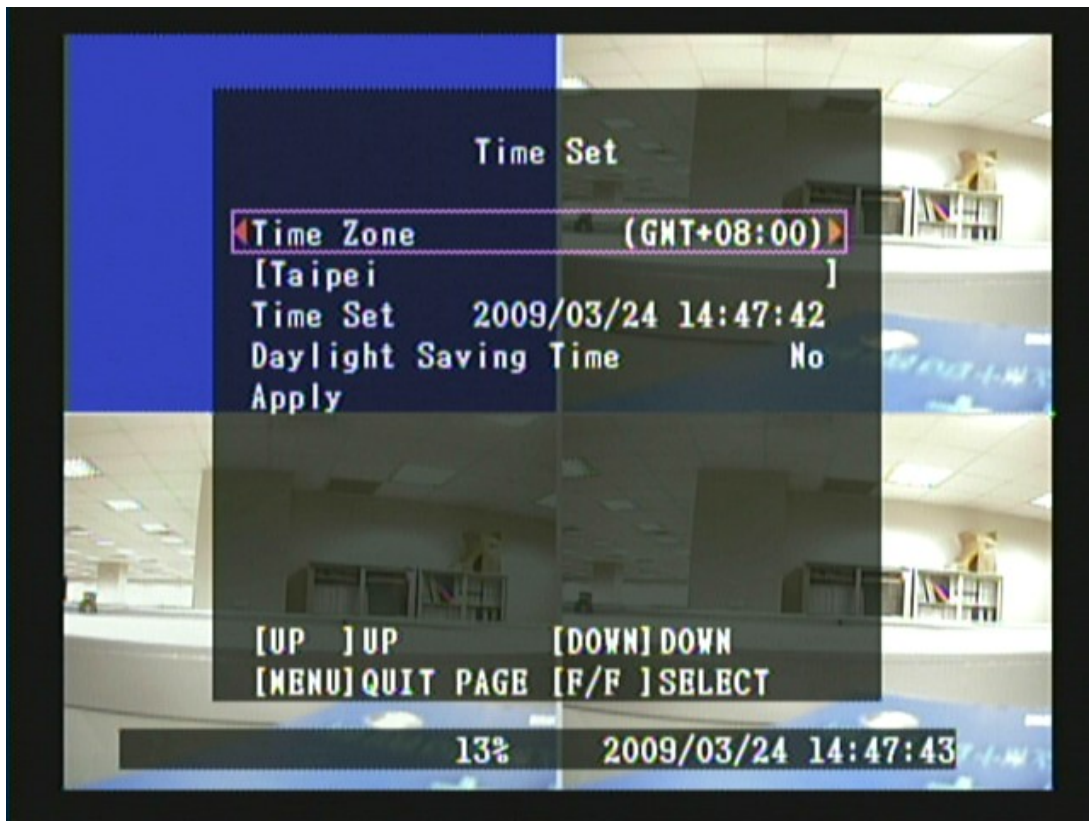 Time Set
Time Zone (GMT+08:00)
[Taipei ]
Time Set 2009/03/24 14:47:42
Daylight Saving Time No
Apply
[UP ]UP [DOWN]DOWN
[MENU]QUIT PAGE [F/F ]SELECT
13% 2009/03/24 14:47:43